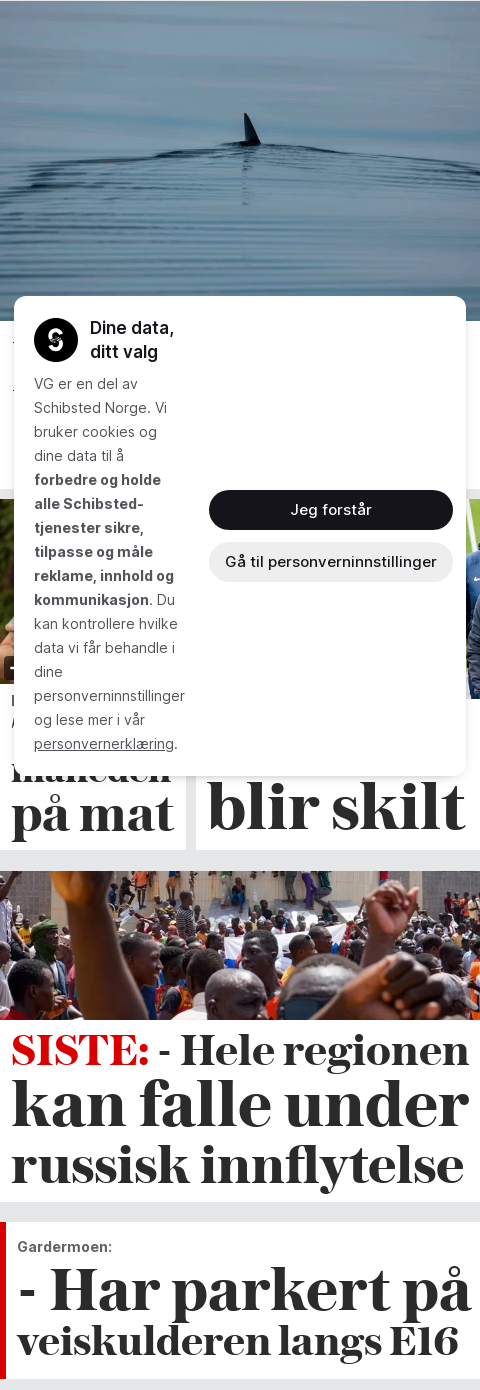 Dine data,
ditt valg
VG er en del av
Schibsted Norge. Vi
bruker cookies og
dine data til å
forbedre og holde
alle Schibsted-
tjenester sikre,
tilpasse og måle
reklame, innhold og
kommunikasjon. Du
kan kontrollere hvilke
data vi får behandle i
dine
personverninnstillinger
og lese mer i vår
personvernerklæring.
Jeg forstår
Gå til personverninnstillinger
måneden
på mat
blir skilt
SISTE: - Hele regionen
kan falle under
russisk innflytelse
Gardermoen:
- Har parkert på
veiskulderen langs E16